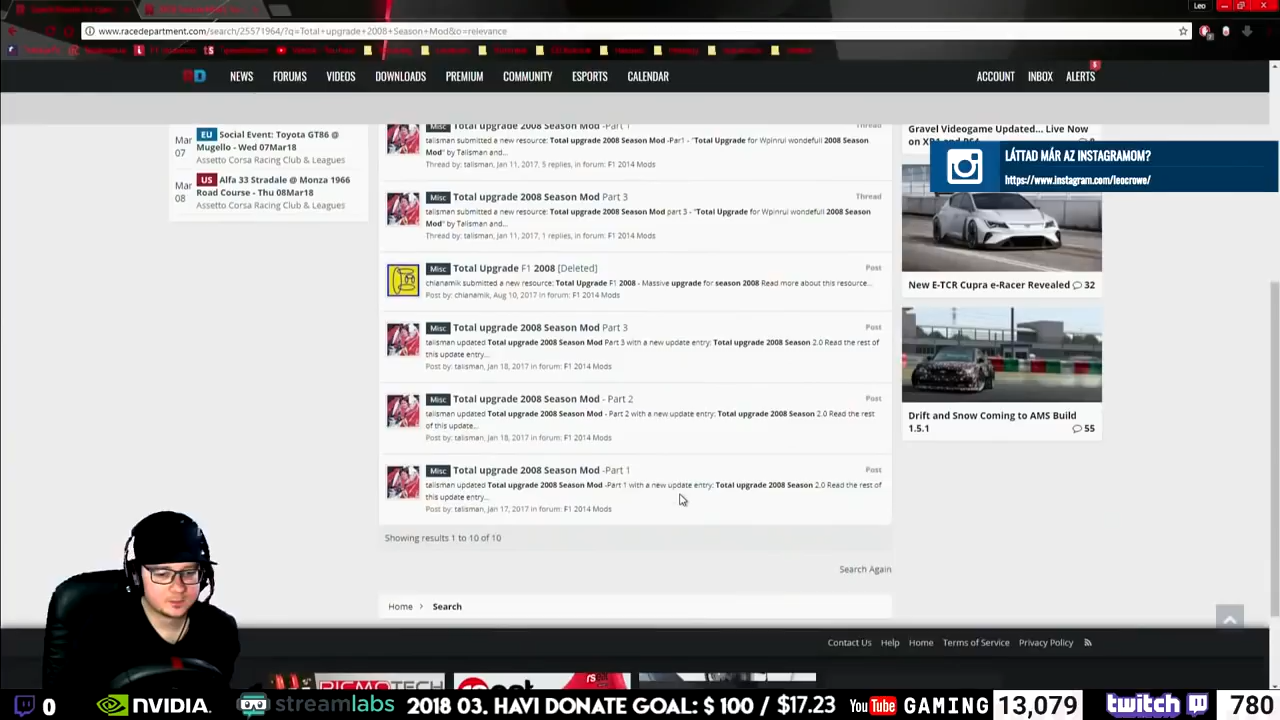 Leo
www.racedepartment.com/search/25571964/?q=Total+upgrade+2008+Season+Mod&o=relevance
RD NEWS FORUMS VIDEOS DOWNLOADS PREMIUM COMMUNITY ESPORTS CALENDAR ACCOUNT INBOX ALERTS
Mar 07
EU Social Event: Toyota GT86 @
Mugello - Wed 07Mar18
Assetto Corsa Racing Club & Leagues
Mar 08
US Alfa 33 Stradale @ Monza 1966
Road Course - Thu 08Mar18
Assetto Corsa Racing Club & Leagues
Misc Total upgrade 2008 Season Mod -Part 1 Thread
talisman submitted a new resource: Total upgrade 2008 Season Mod -Part1 - "Total Upgrade for Wpinrul wondefull 2008 Season
Mod" by Talisman and...
Thread by: talisman, Jan 11, 2017, 5 replies, in forum: F1 2014 Mods
Misc Total upgrade 2008 Season Mod Part 3 Thread
talisman submitted a new resource: Total upgrade 2008 Season Mod part 3 - "Total Upgrade for Wpinrul wondefull 2008 Season
Mod" by Talisman and...
Thread by: talisman, Jan 11, 2017, 1 replies, in forum: F1 2014 Mods
Misc Total Upgrade F1 2008 [Deleted] Post
chianamik submitted a new resource: Total Upgrade F1 2008 - Massive upgrade for season 2008 Read more about this resource...
Post by: chianamik, Aug 10, 2017 in forum: F1 2014 Mods
Misc Total upgrade 2008 Season Mod Part 3 Post
talisman updated Total upgrade 2008 Season Mod Part 3 with a new update entry: Total upgrade 2008 Season 2.0 Read the rest of
this update entry...
Post by: talisman, Jan 18, 2017 in forum: F1 2014 Mods
Misc Total upgrade 2008 Season Mod - Part 2 Post
talisman updated Total upgrade 2008 Season Mod - Part 2 with a new update entry: Total upgrade 2008 Season 2.0 Read the rest
of this update...
Post by: talisman, Jan 18, 2017 in forum: F1 2014 Mods
Misc Total upgrade 2008 Season Mod -Part 1 Post
talisman updated Total upgrade 2008 Season Mod -Part 1 with a new update entry: Total upgrade 2008 Season 2.0 Read the rest of
this update entry...
Post by: talisman, Jan 17, 2017 in forum: F1 2014 Mods
Showing results 1 to 10 of 10
Search Again
Home > Search
Gravel Videogame Updated... Live Now
LÁTTAD MÁR AZ INSTAGRAMOM?
https://www.instagram.com/leocrowe/
New E-TCR Cupra e-Racer Revealed 32
Drift and Snow Coming to AMS Build
1.5.1 55
Contact Us Help Home Terms of Service Privacy Policy
0 NVIDIA. streamlabs 2018 03. HAVI DONATE GOAL: $ 100 / $17.23 YouTube GAMING 13,079 twitch 780